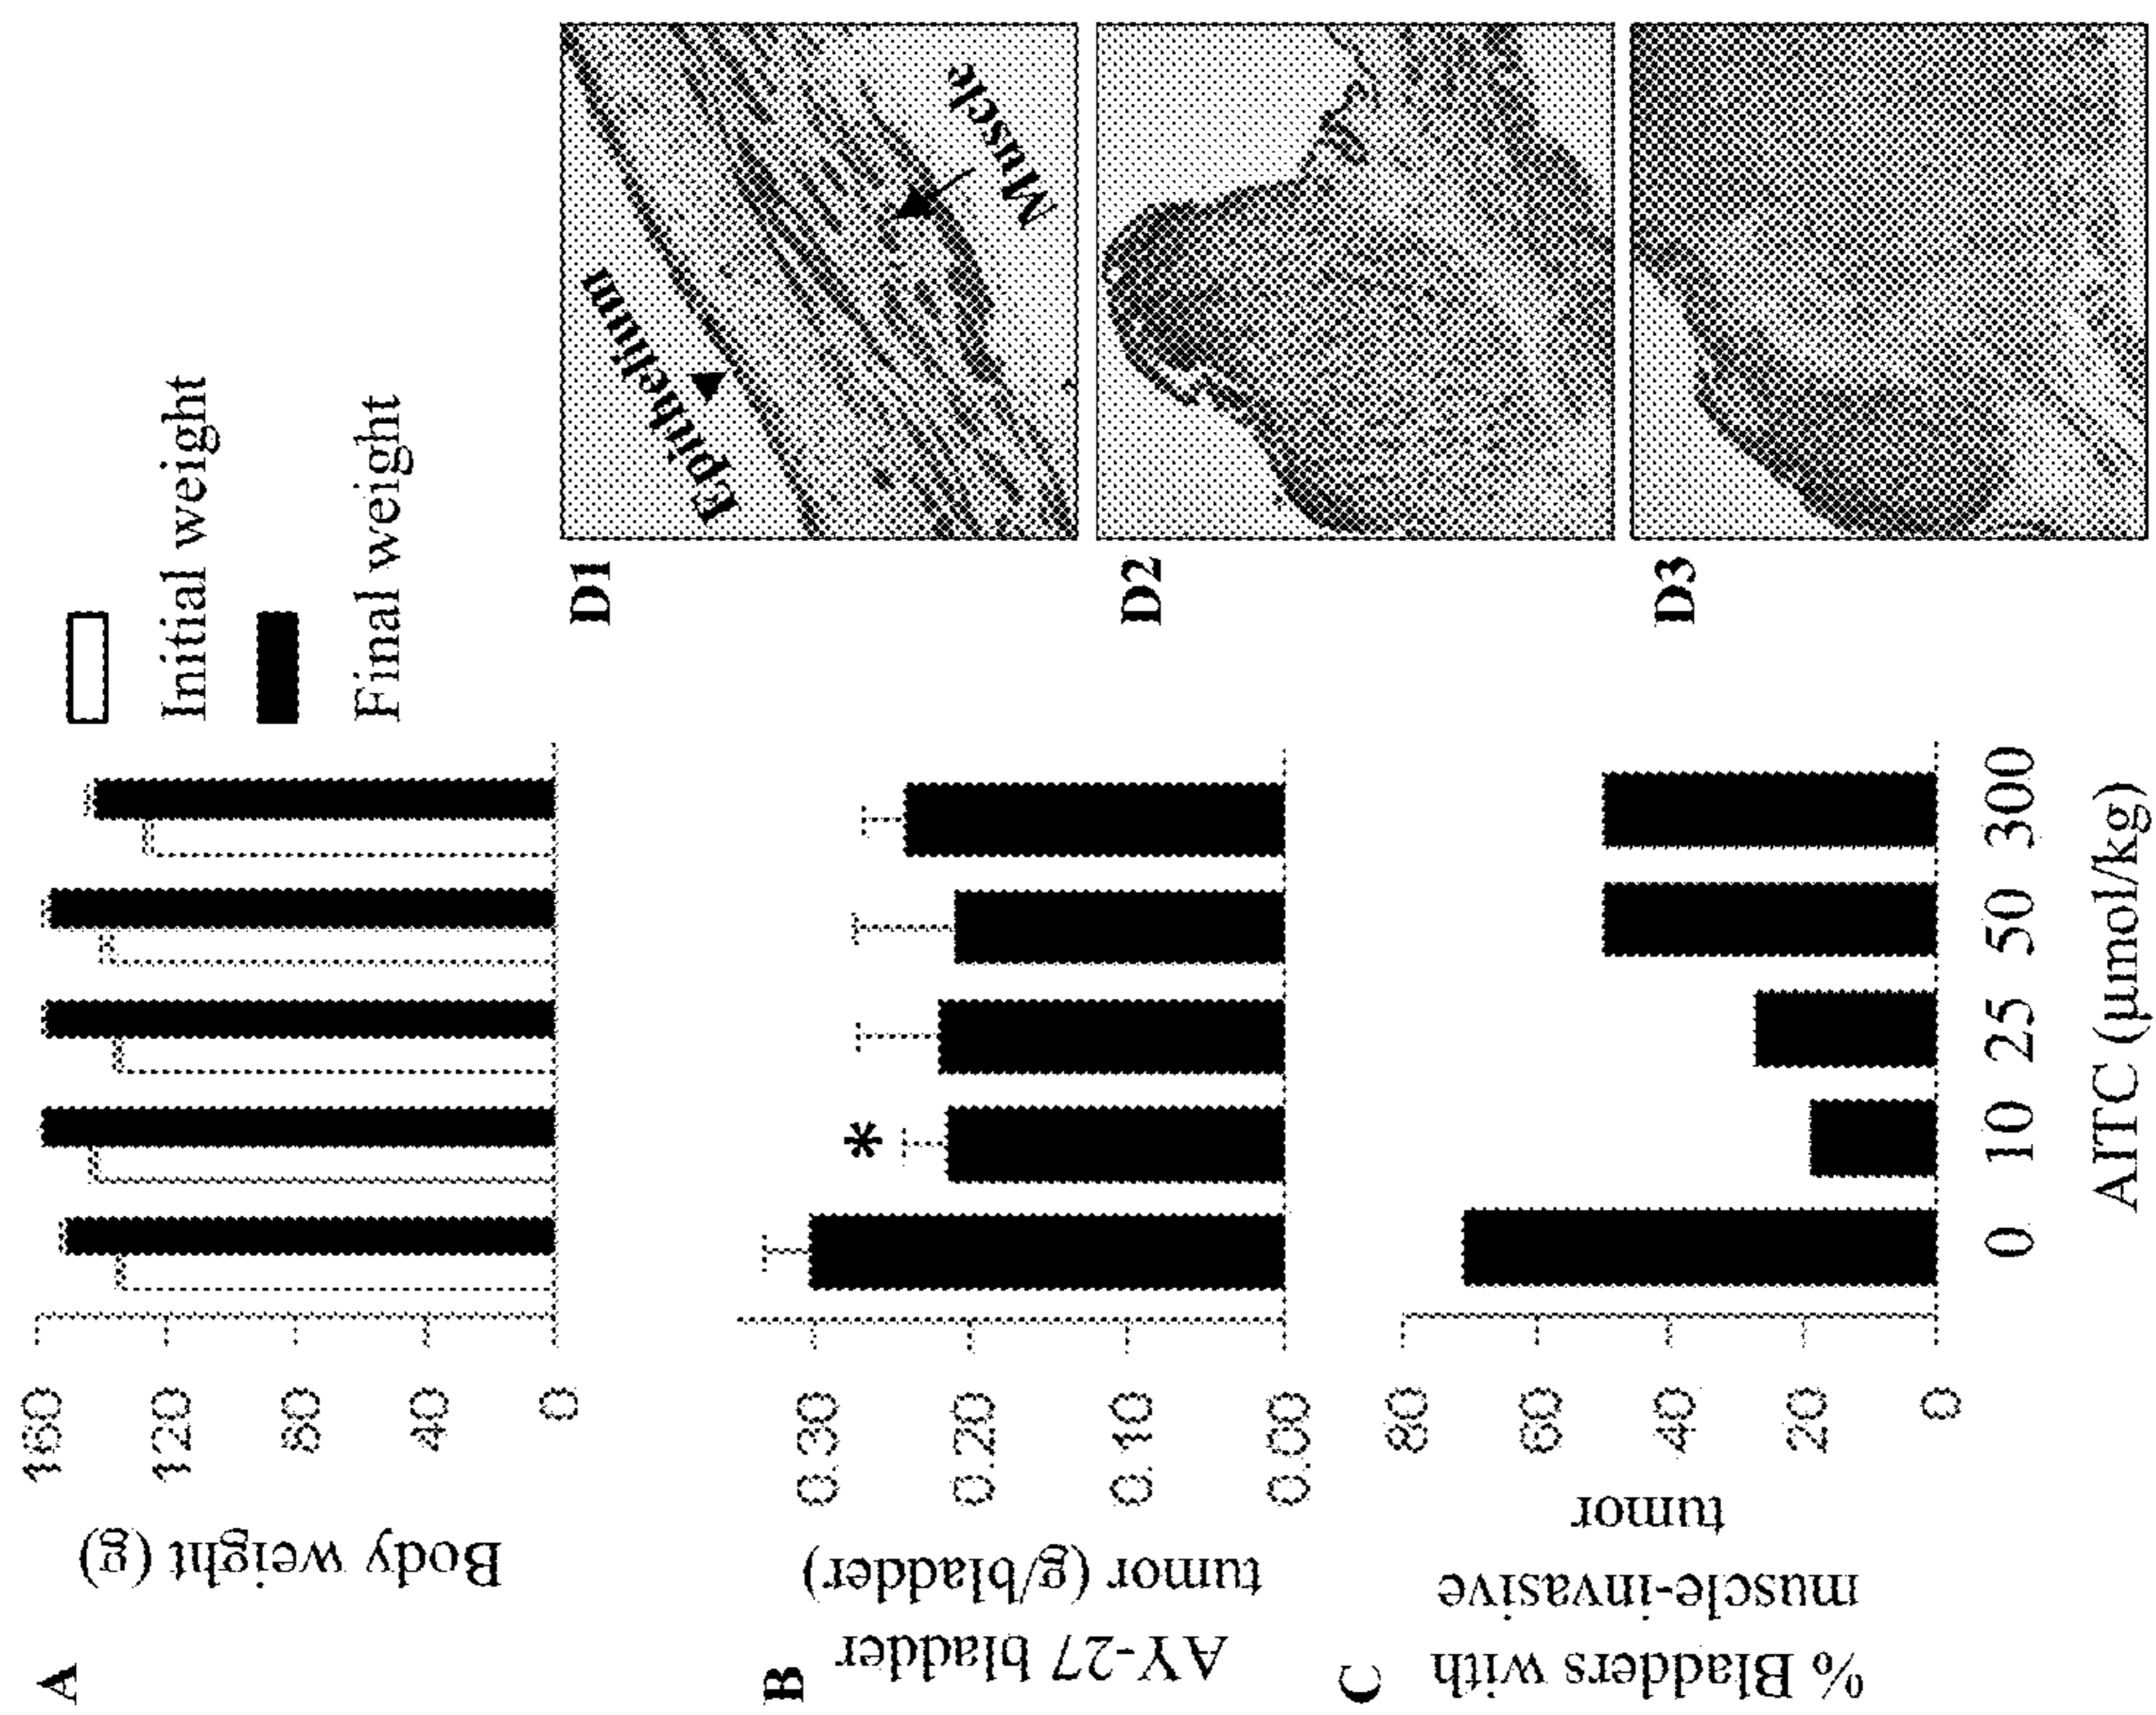 A
Body weight (g)
160
120
80
40
0
Initial weight
Final weight
B
AY-27 bladder
tumor (g/bladder)
0.30
0.20
0.10
0.00
*
C
% Bladders with
muscle-invasive
tumor
80
60
40
20
0
0 10 25 50 300
AITC (µmol/kg)
D1
Epithelium
Muscle
D2
D3